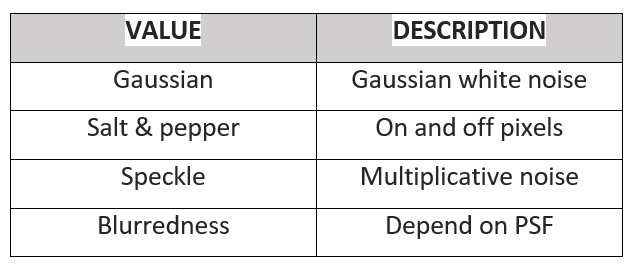 VALUE DESCRIPTION
Gaussian Gaussian white noise
Salt & pepper On and off pixels
Speckle Multiplicative noise
Blurredness Depend on PSF